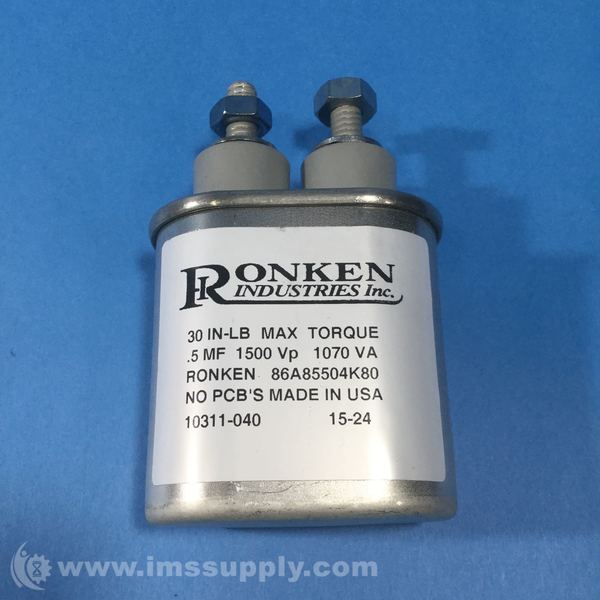 RONKEN
INDUSTRIES Inc.
30 IN-LB MAX TORQUE
.5 MF 1500 Vp 1070 VA
RONKEN 86A85504K80
NO PCB'S MADE IN USA
10311-040 15-24
www.imssupply.com